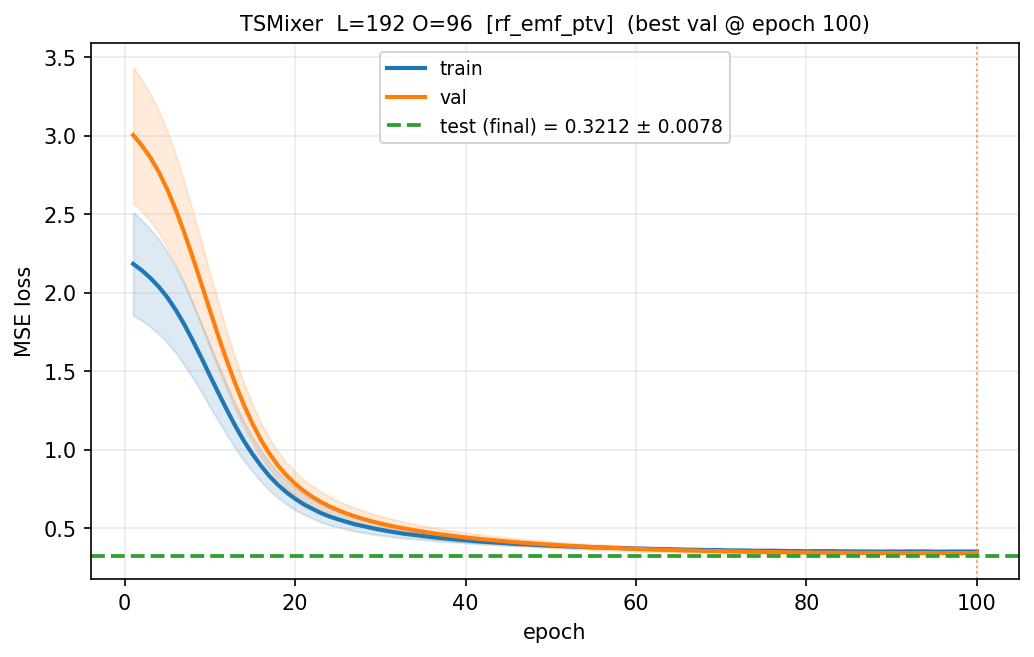 TSMixer  L=192 O=96  [rf_emf_ptv]  (best val @ epoch 100)
train
val
test (final) = 0.3212 ± 0.0078
MSE loss
3.5
3.0
2.5
2.0
1.5
1.0
0.5
0 20 40 60 80 100
epoch